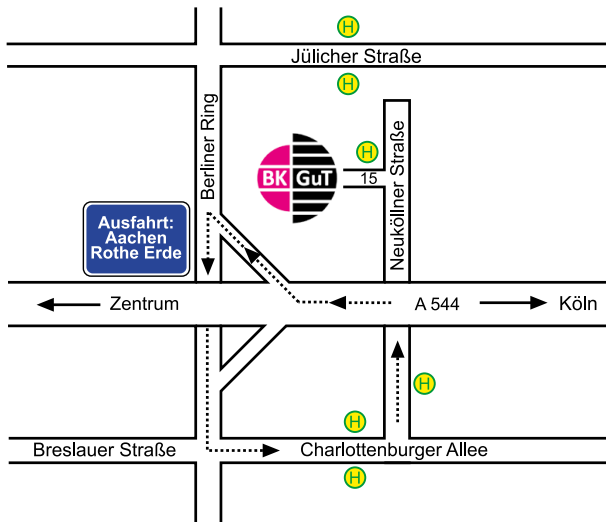 H
Jülicher Straße
H
Berliner Ring
H
BK GuT
15
Neuköllner Straße
Ausfahrt:
Aachen
Rothe Erde
Zentrum
A 544
Köln
H
H
Breslauer Straße
Charlottenburger Allee
H